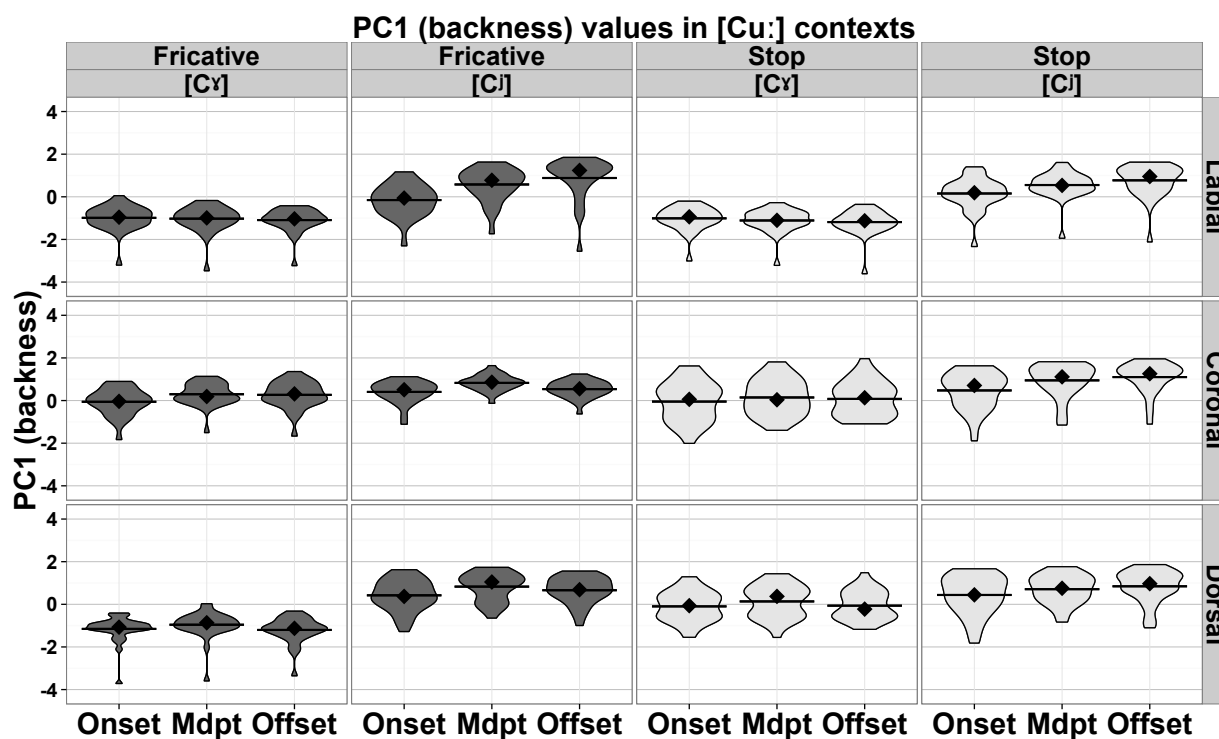 PC1 (backness) values in [Cuː] contexts
Fricative Fricative Stop Stop
[Cˠ] [Cʲ] [Cˠ] [Cʲ]
PC1 (backness)
4
2
0
-2
-4
Labial
4
2
0
-2
-4
Coronal
4
2
0
-2
-4
Dorsal
Onset Mdpt Offset Onset Mdpt Offset Onset Mdpt Offset Onset Mdpt Offset